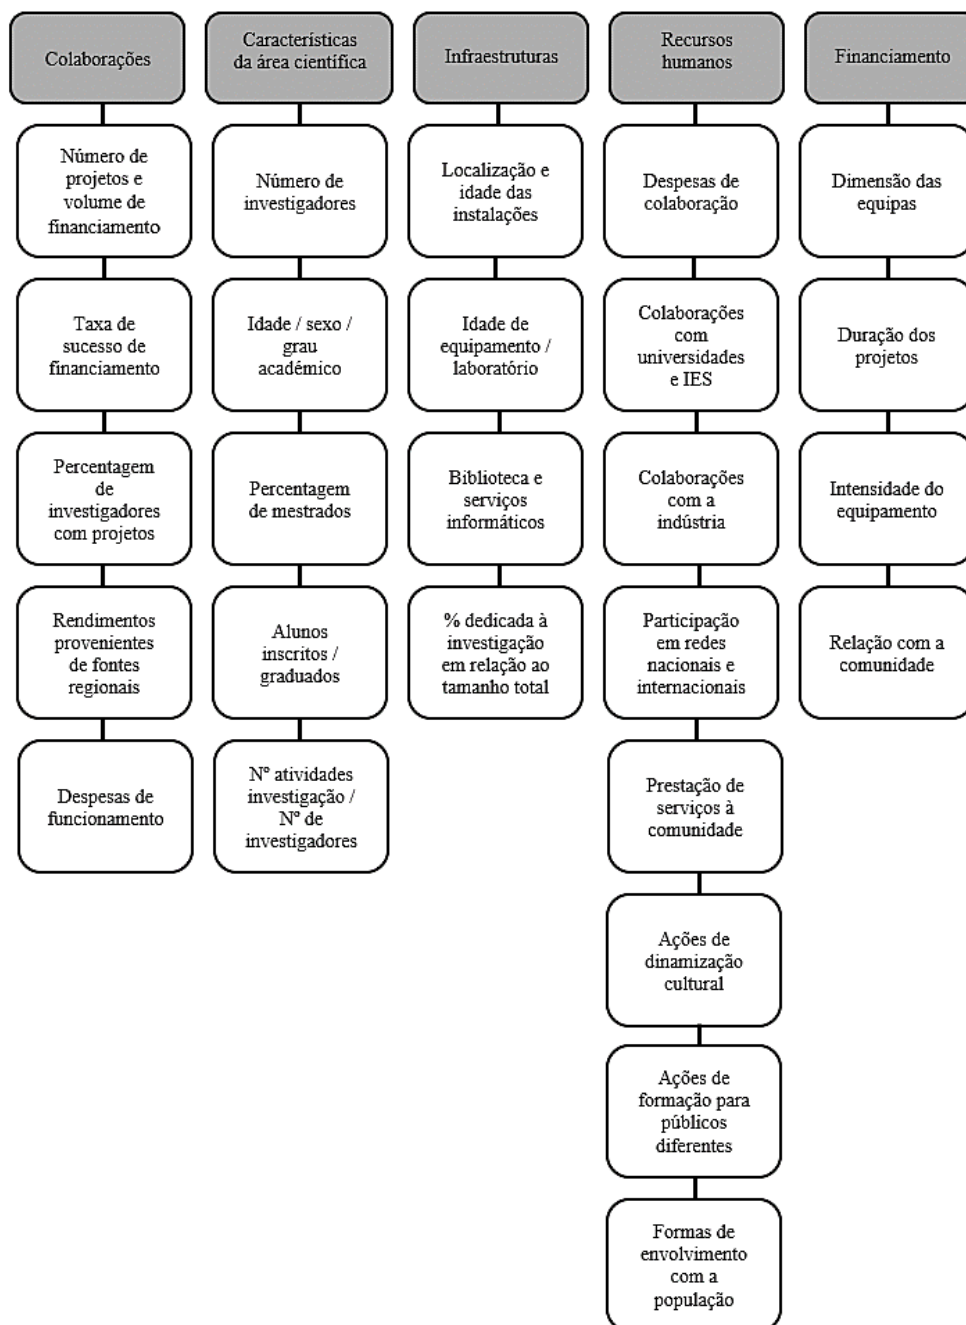 Colaborações
Número de
projetos e
volume de
financiamento
Taxa de
sucesso de
financiamento
Percentagem
de
investigadores
com projetos
Rendimentos
provenientes
de fontes
regionais
Despesas de
funcionamento
Características
da área científica
Número de
investigadores
Idade / sexo /
grau
académico
Percentagem
de mestrados
Alunos
inscritos /
graduados
Nº atividades
investigação /
Nº de
investigadores
Infraestruturas
Localização e
idade das
instalações
Idade de
equipamento /
laboratório
Biblioteca e
serviços
informáticos
% dedicada à
investigação
em relação ao
tamanho total
Recursos
humanos
Despesas de
colaboração
Colaborações
com
universidades
e IES
Colaborações
com a
indústria
Participação
em redes
nacionais e
internacionais
Prestação de
serviços à
comunidade
Ações de
dinamização
cultural
Ações de
formação para
públicos
diferentes
Formas de
envolvimento
com a
população
Financiamento
Dimensão das
equipas
Duração dos
projetos
Intensidade do
equipamento
Relação com a
comunidade